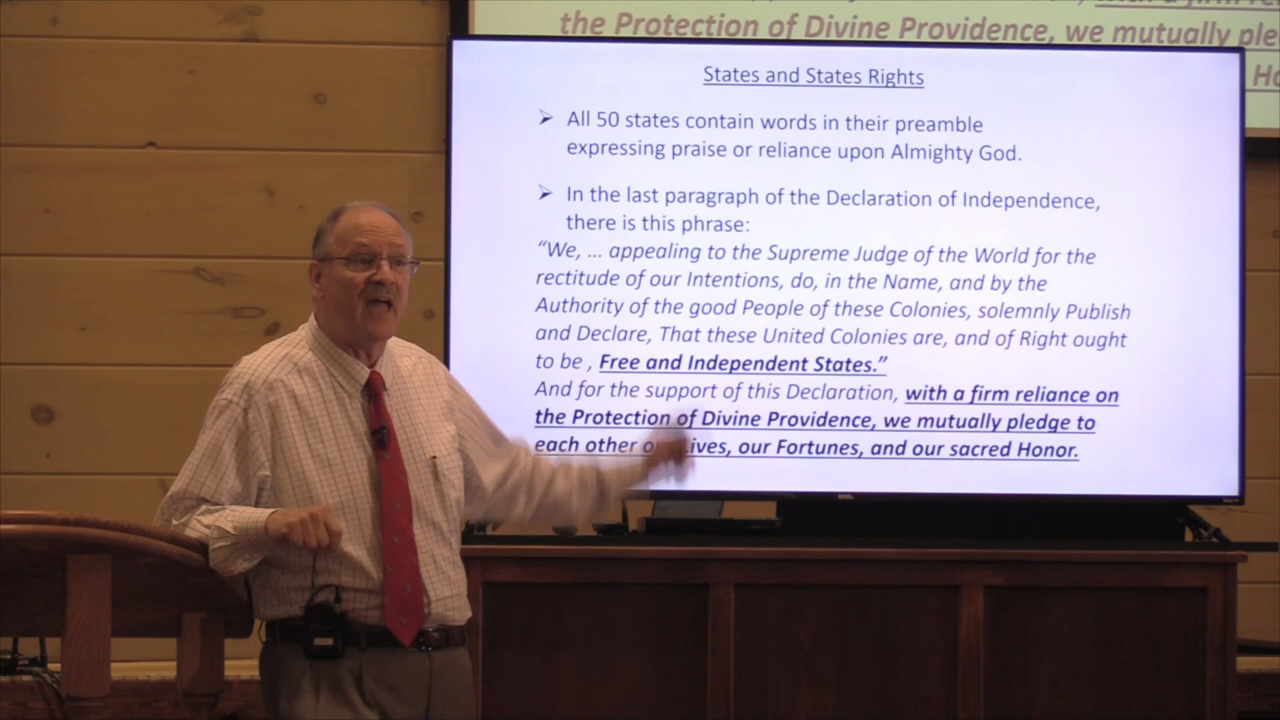 the Protection of Divine Providence, we mutually
States and States Rights
➢ All 50 states contain words in their preamble
expressing praise or reliance upon Almighty God.
➢ In the last paragraph of the Declaration of Independence,
there is this phrase:
“We, ... appealing to the Supreme Judge of the World for the
rectitude of our Intentions, do, in the Name, and by the
Authority of the good People of these Colonies, solemnly Publish
and Declare, That these United Colonies are, and of Right ought
to be , Free and Independent States.”
And for the support of this Declaration, with a firm reliance on
the Protection of Divine Providence, we mutually pledge to
each other our Lives, our Fortunes, and our sacred Honor.